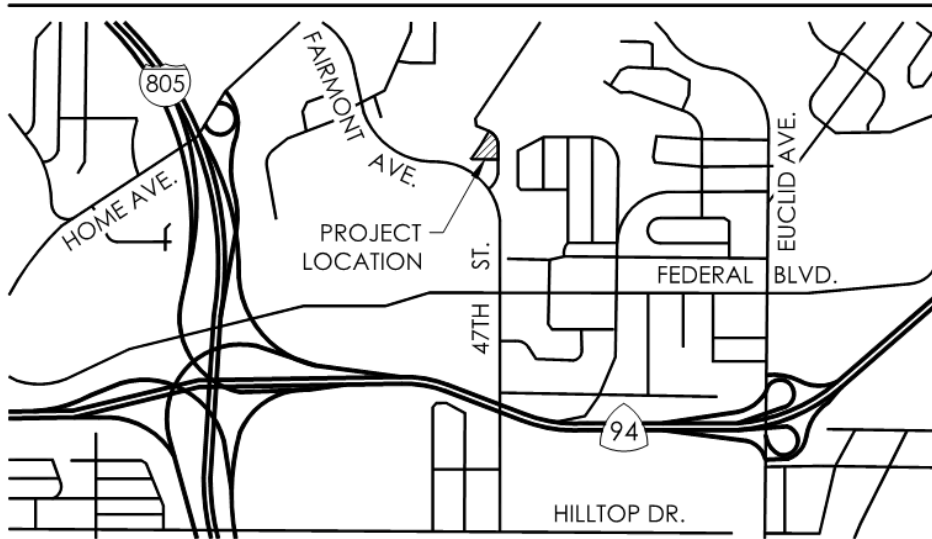 805
FAIRMONT AVE.
HOME AVE.
EUCLID AVE.
PROJECT
LOCATION
47TH ST.
FEDERAL BLVD.
94
HILLTOP DR.